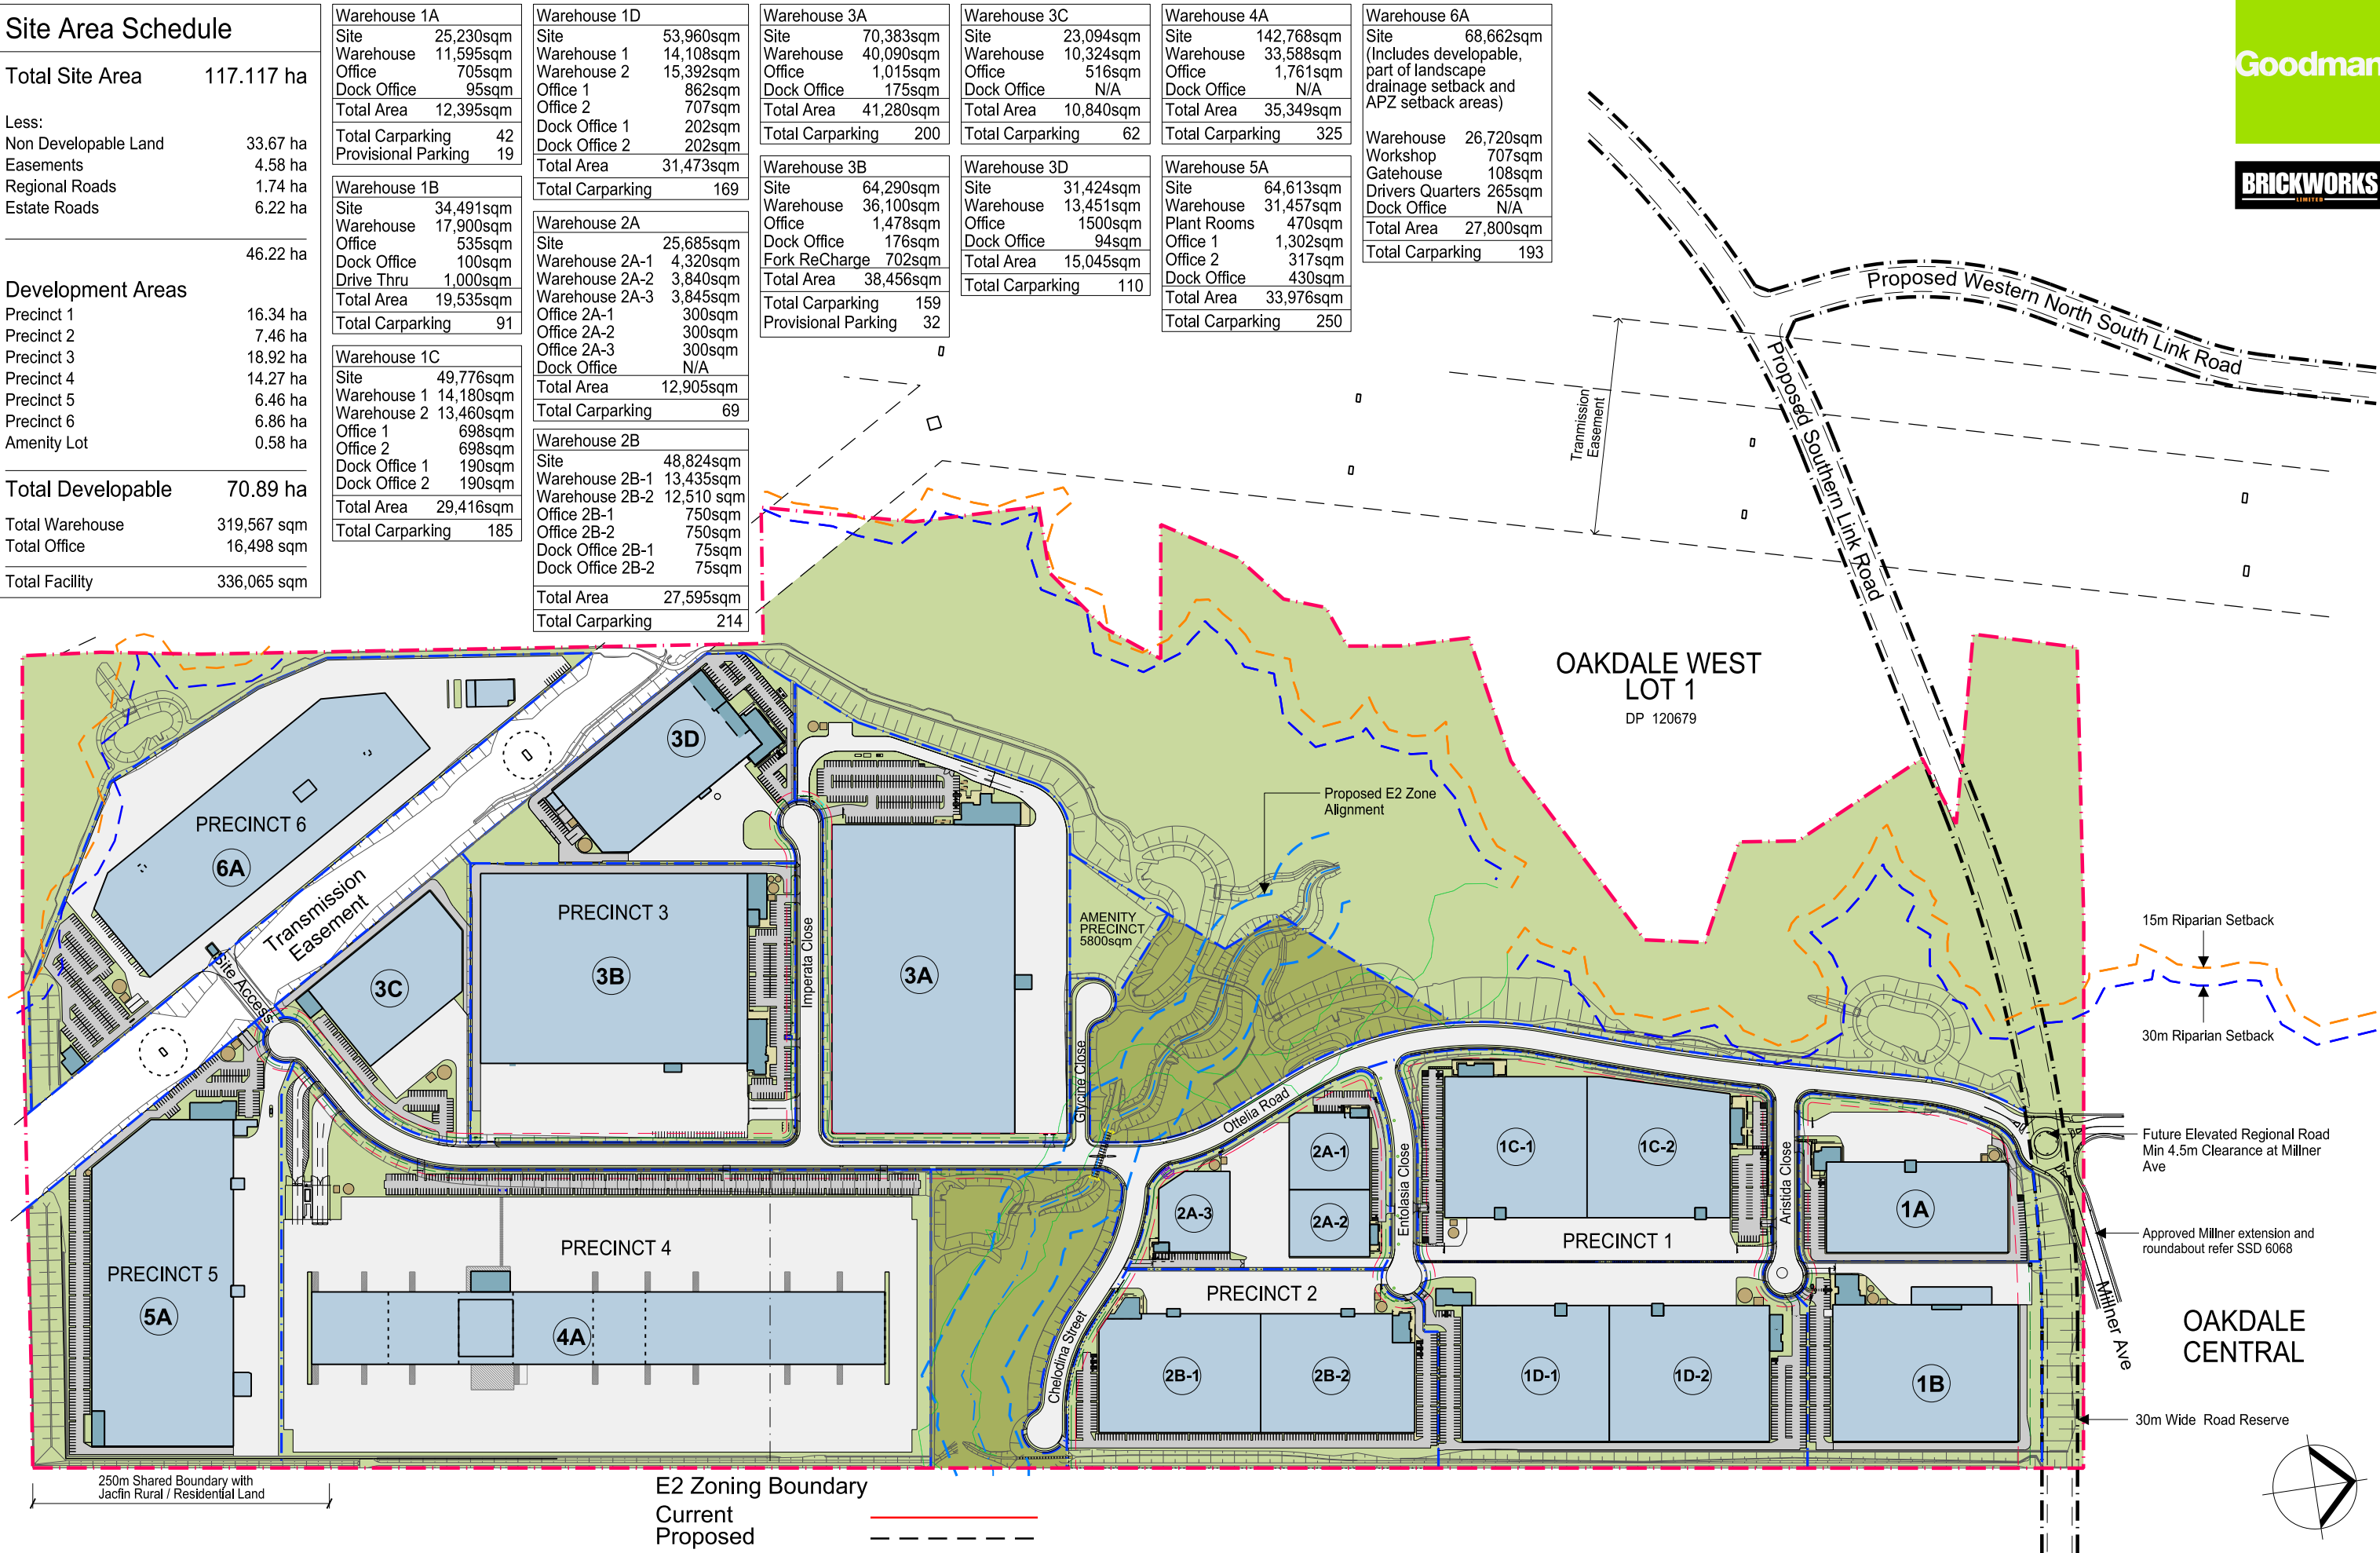 Site Area Schedule
Total Site Area 117.117 ha
Less:
Non Developable Land 33.67 ha
Easements 4.58 ha
Regional Roads 1.74 ha
Estate Roads 6.22 ha
46.22 ha
Development Areas
Precinct 1 16.34 ha
Precinct 2 7.46 ha
Precinct 3 18.92 ha
Precinct 4 14.27 ha
Precinct 5 6.46 ha
Precinct 6 6.86 ha
Amenity Lot 0.58 ha
Total Developable 70.89 ha
Total Warehouse 319,567 sqm
Total Office 16,498 sqm
Total Facility 336,065 sqm
Warehouse 1A
Site 25,230sqm
Warehouse 11,595sqm
Office 705sqm
Dock Office 95sqm
Total Area 12,395sqm
Total Carparking 42
Provisional Parking 19
Warehouse 1B
Site 34,491sqm
Warehouse 17,900sqm
Office 535sqm
Dock Office 100sqm
Drive Thru 1,000sqm
Total Area 19,535sqm
Total Carparking 91
Warehouse 1C
Site 49,776sqm
Warehouse 1 14,180sqm
Warehouse 2 13,460sqm
Office 1 698sqm
Office 2 698sqm
Dock Office 1 190sqm
Dock Office 2 190sqm
Total Area 29,416sqm
Total Carparking 185
Warehouse 1D
Site 53,960sqm
Warehouse 1 14,108sqm
Warehouse 2 15,392sqm
Office 1 862sqm
Office 2 707sqm
Dock Office 1 202sqm
Dock Office 2 202sqm
Total Area 31,473sqm
Total Carparking 169
Warehouse 2A
Site 25,685sqm
Warehouse 2A-1 4,320sqm
Warehouse 2A-2 3,840sqm
Warehouse 2A-3 3,845sqm
Office 2A-1 300sqm
Office 2A-2 300sqm
Office 2A-3 300sqm
Dock Office N/A
Total Area 12,905sqm
Total Carparking 69
Warehouse 2B
Site 48,824sqm
Warehouse 2B-1 13,435sqm
Warehouse 2B-2 12,510 sqm
Office 2B-1 750sqm
Office 2B-2 750sqm
Dock Office 2B-1 75sqm
Dock Office 2B-2 75sqm
Total Area 27,595sqm
Total Carparking 214
Warehouse 3A
Site 70,383sqm
Warehouse 40,090sqm
Office 1,015sqm
Dock Office 175sqm
Total Area 41,280sqm
Total Carparking 200
Warehouse 3B
Site 64,290sqm
Warehouse 36,100sqm
Office 1,478sqm
Dock Office 176sqm
Fork ReCharge 702sqm
Total Area 38,456sqm
Total Carparking 159
Provisional Parking 32
Warehouse 3C
Site 23,094sqm
Warehouse 10,324sqm
Office 516sqm
Dock Office N/A
Total Area 10,840sqm
Total Carparking 62
Warehouse 3D
Site 31,424sqm
Warehouse 13,451sqm
Office 1500sqm
Dock Office 94sqm
Total Area 15,045sqm
Total Carparking 110
Warehouse 4A
Site 142,768sqm
Warehouse 33,588sqm
Office 1,761sqm
Dock Office N/A
Total Area 35,349sqm
Total Carparking 325
Warehouse 5A
Site 64,613sqm
Warehouse 31,457sqm
Plant Rooms 470sqm
Office 1 1,302sqm
Office 2 317sqm
Dock Office 430sqm
Total Area 33,976sqm
Total Carparking 250
Warehouse 6A
Site 68,662sqm
(Includes developable,
part of landscape
drainage setback and
APZ setback areas)
Warehouse 26,720sqm
Workshop 707sqm
Gatehouse 108sqm
Drivers Quarters 265sqm
Dock Office N/A
Total Area 27,800sqm
Total Carparking 193
Goodman
BRICKWORKS
LIMITED
Proposed Western North South Link Road
Proposed Southern Link Road
Tranmission
Easement
OAKDALE WEST
LOT 1
DP 120679
Proposed E2 Zone
Alignment
PRECINCT 6
6A
3D
Transmission
Easement
PRECINCT 3
3C
3B
3A
Imperata Close
AMENITY
PRECINCT
5800sqm
Site Access
Glycine Close
15m Riparian Setback
30m Riparian Setback
Ottelia Road
2A-1
2A-2
2A-3
Entolasia Close
1C-1
1C-2
Aristida Close
1A
PRECINCT 1
Future Elevated Regional Road
Min 4.5m Clearance at Millner
Ave
Approved Millner extension and
roundabout refer SSD 6068
Millner Ave
PRECINCT 5
5A
PRECINCT 4
4A
PRECINCT 2
Chelodina Street
2B-1
2B-2
1D-1
1D-2
1B
OAKDALE
CENTRAL
30m Wide Road Reserve
250m Shared Boundary with
Jacfin Rural / Residential Land
E2 Zoning Boundary
Current
Proposed